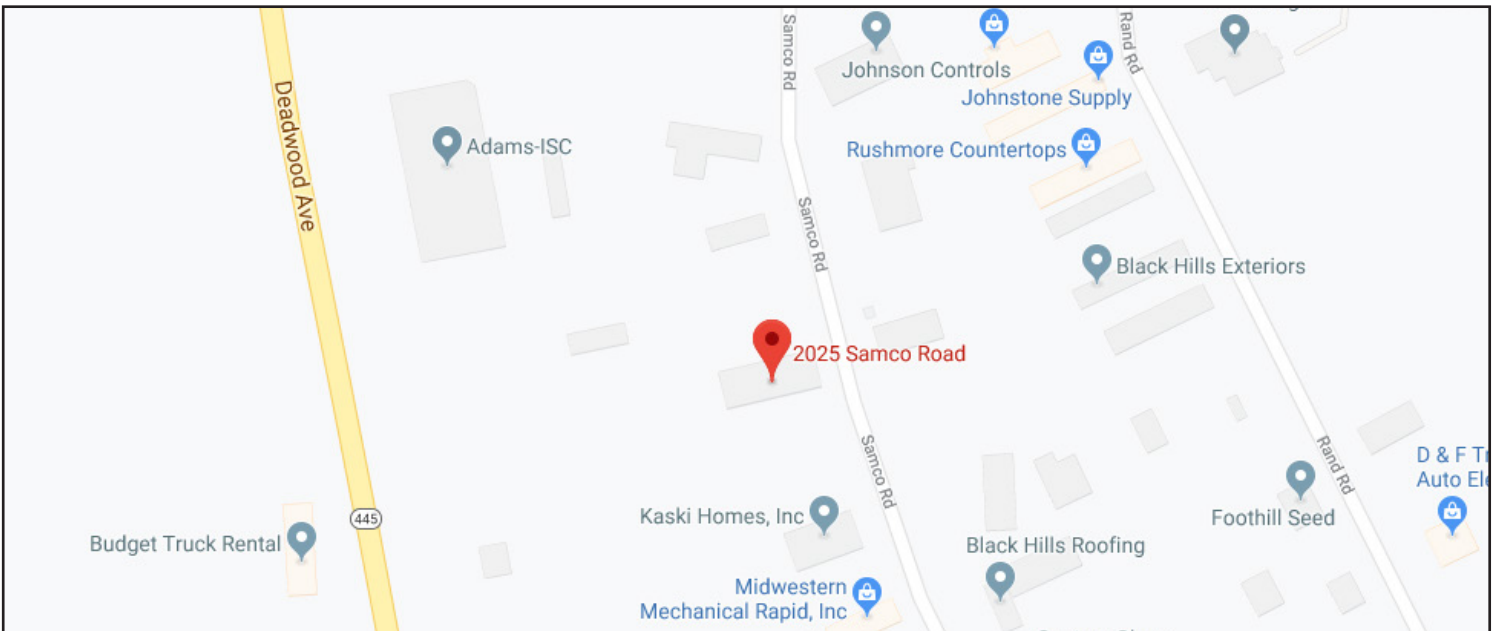 Samco Rd
Rand Rd
Johnson Controls
Johnstone Supply
Deadwood Ave
Adams-ISC
Rushmore Countertops
Samco Rd
Black Hills Exteriors
2025 Samco Road
Samco Rd
Rand Rd
D & F
Auto
445
Kaski Homes, Inc
Foothill Seed
Budget Truck Rental
Black Hills Roofing
Midwestern
Mechanical Rapid, Inc